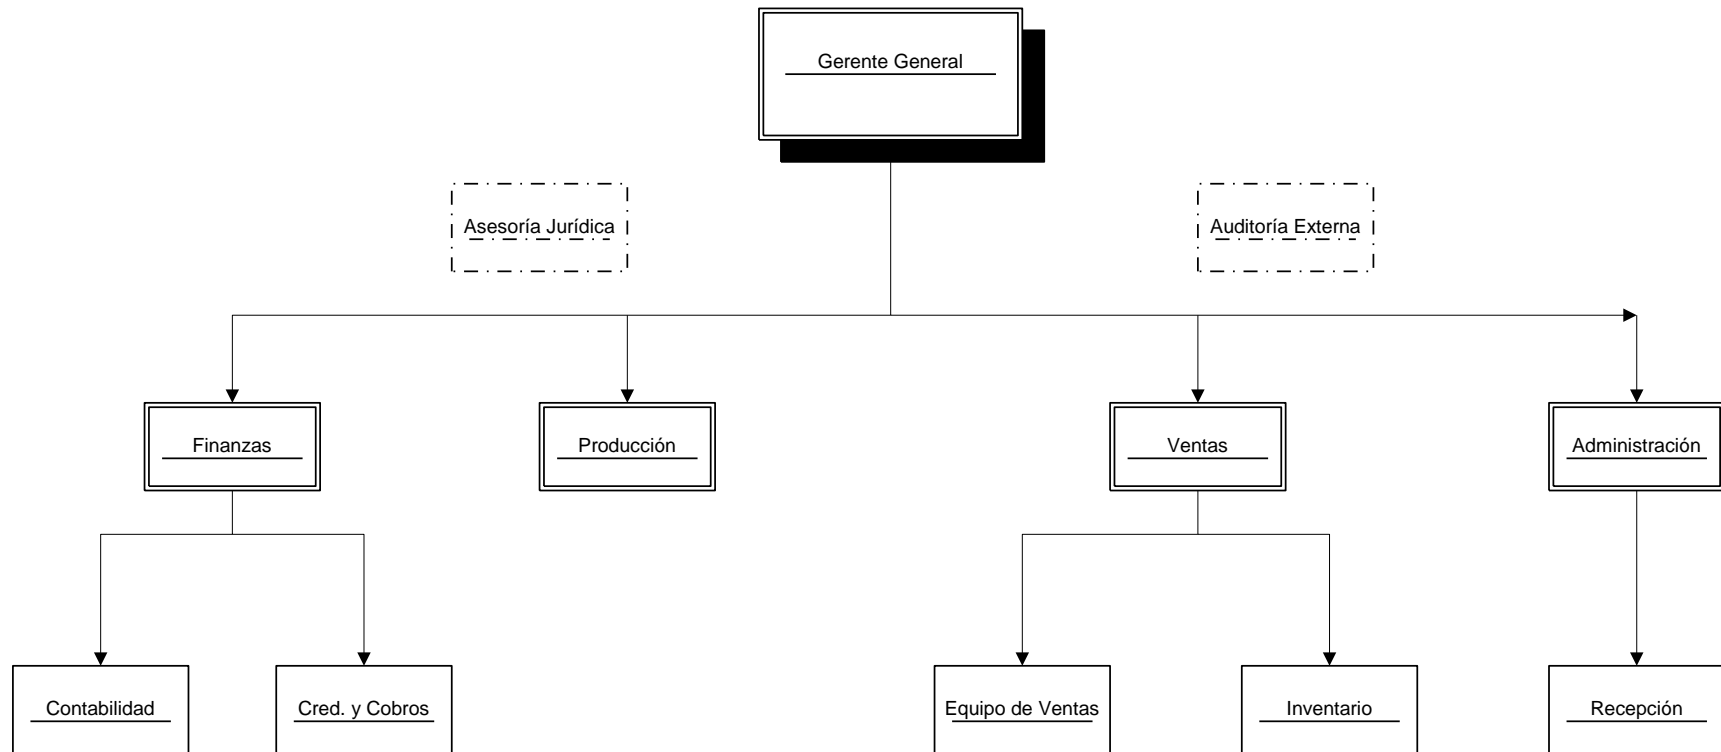 Gerente General
Asesoría Jurídica
Auditoría Externa
Finanzas
Producción
Ventas
Administración
Contabilidad
Cred. y Cobros
Equipo de Ventas
Inventario
Recepción